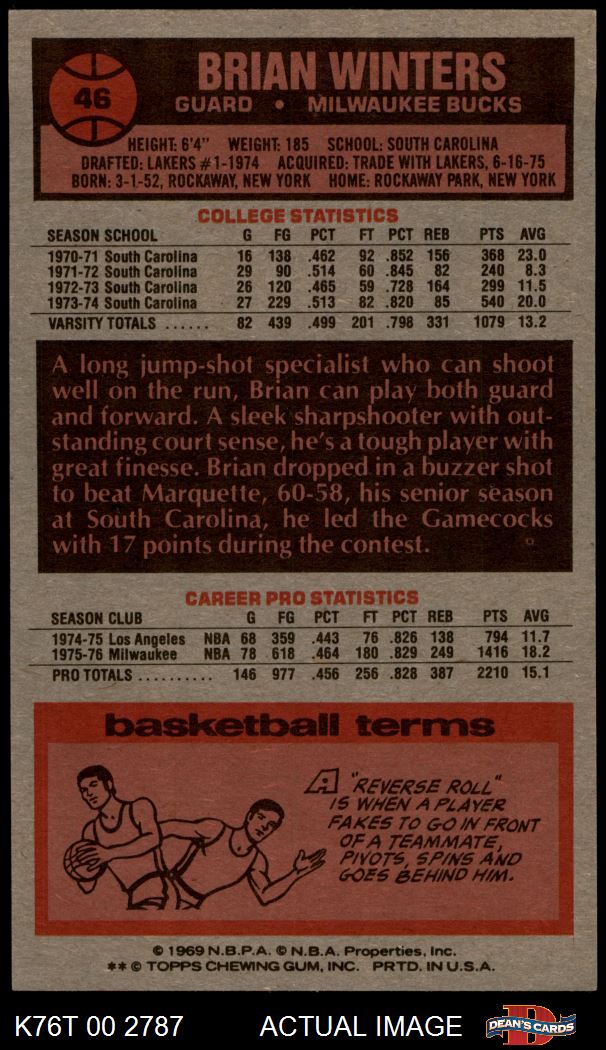 46
BRIAN WINTERS
GUARD • MILWAUKEE BUCKS
HEIGHT: 6'4" WEIGHT: 185 SCHOOL: SOUTH CAROLINA
DRAFTED: LAKERS #1-1974 ACQUIRED: TRADE WITH LAKERS, 6-16-75
BORN: 3-1-52, ROCKAWAY, NEW YORK HOME: ROCKAWAY PARK, NEW YORK
COLLEGE STATISTICS
SEASON SCHOOL G FG PCT FT PCT REB PTS AVG
1970-71 South Carolina 16 138 .462 92 .852 156 368 23.0
1971-72 South Carolina 29 90 .514 60 .845 82 240 8.3
1972-73 South Carolina 26 120 .465 59 .728 164 299 11.5
1973-74 South Carolina 27 229 .513 82 .820 85 540 20.0
VARSITY TOTALS ...... 82 439 .499 201 .798 331 1079 13.2
A long jump-shot specialist who can shoot
well on the run, Brian can play both guard
and forward. A sleek sharpshooter with out-
standing court sense, he's a tough player with
great finesse. Brian dropped in a buzzer shot
to beat Marquette, 60-58, his senior season
at South Carolina, he led the Gamecocks
with 17 points during the contest.
CAREER PRO STATISTICS
SEASON CLUB G FG PCT FT PCT REB PTS AVG
1974-75 Los Angeles NBA 68 359 .443 76 .826 138 794 11.7
1975-76 Milwaukee NBA 78 618 .464 180 .829 249 1416 18.2
PRO TOTALS .......... 146 977 .456 256 .828 387 2210 15.1
basketball terms
A "REVERSE ROLL"
IS WHEN A PLAYER
FAKES TO GO IN FRONT
OF A TEAMMATE,
PIVOTS, SPINS AND
GOES BEHIND HIM.
© 1969 N.B.P.A. © N.B.A. Properties, Inc.
**© TOPPS CHEWING GUM, INC. PRTD. IN U.S.A.
K76T 00 2787 ACTUAL IMAGE
D
DEAN'S CARDS